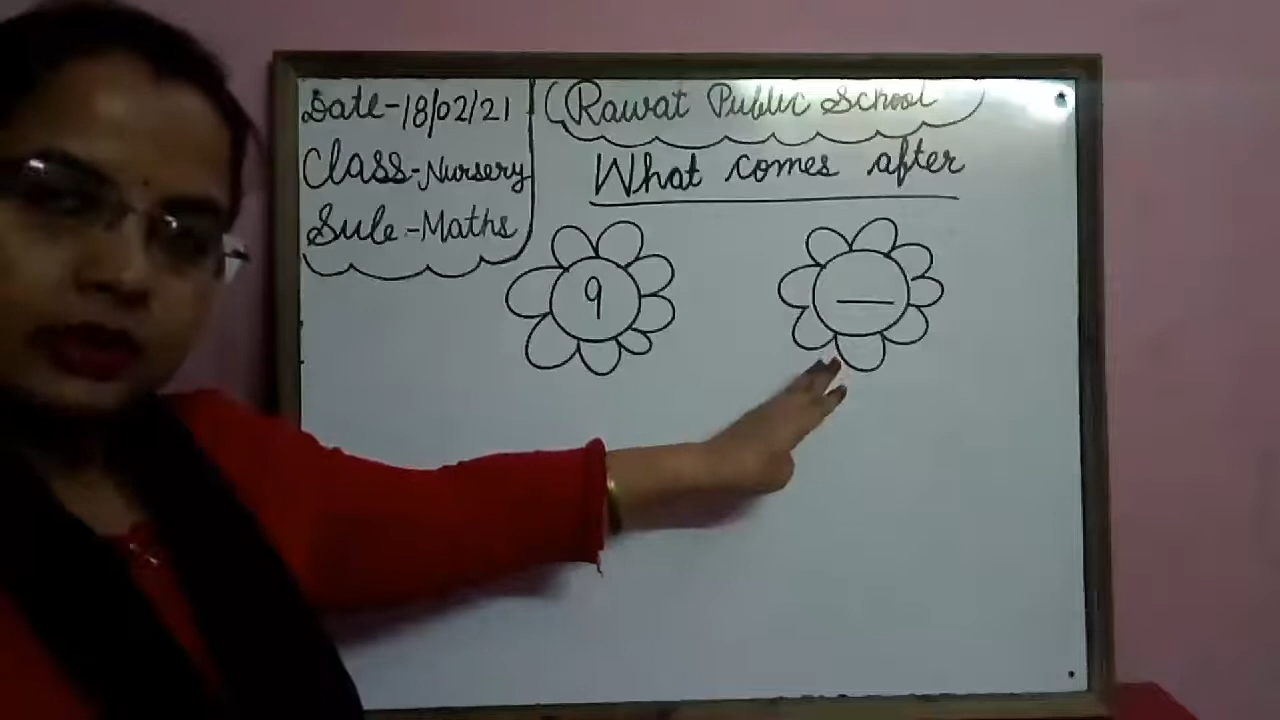 Date-18/02/21
Class-Nursery
Sub-Maths
Rawat Public School
What comes after
9